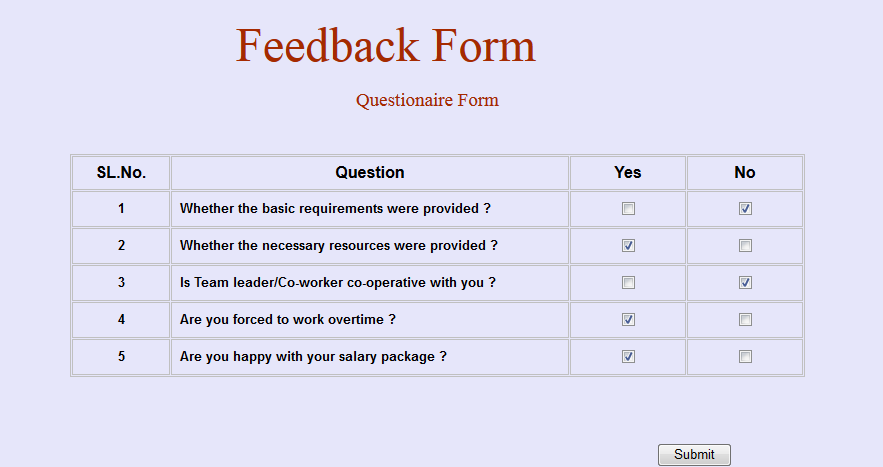 Feedback Form
Questionaire Form
SL.No. Question Yes No
1 Whether the basic requirements were provided ?
2 Whether the necessary resources were provided ?
3 Is Team leader/Co-worker co-operative with you ?
4 Are you forced to work overtime ?
5 Are you happy with your salary package ?
Submit